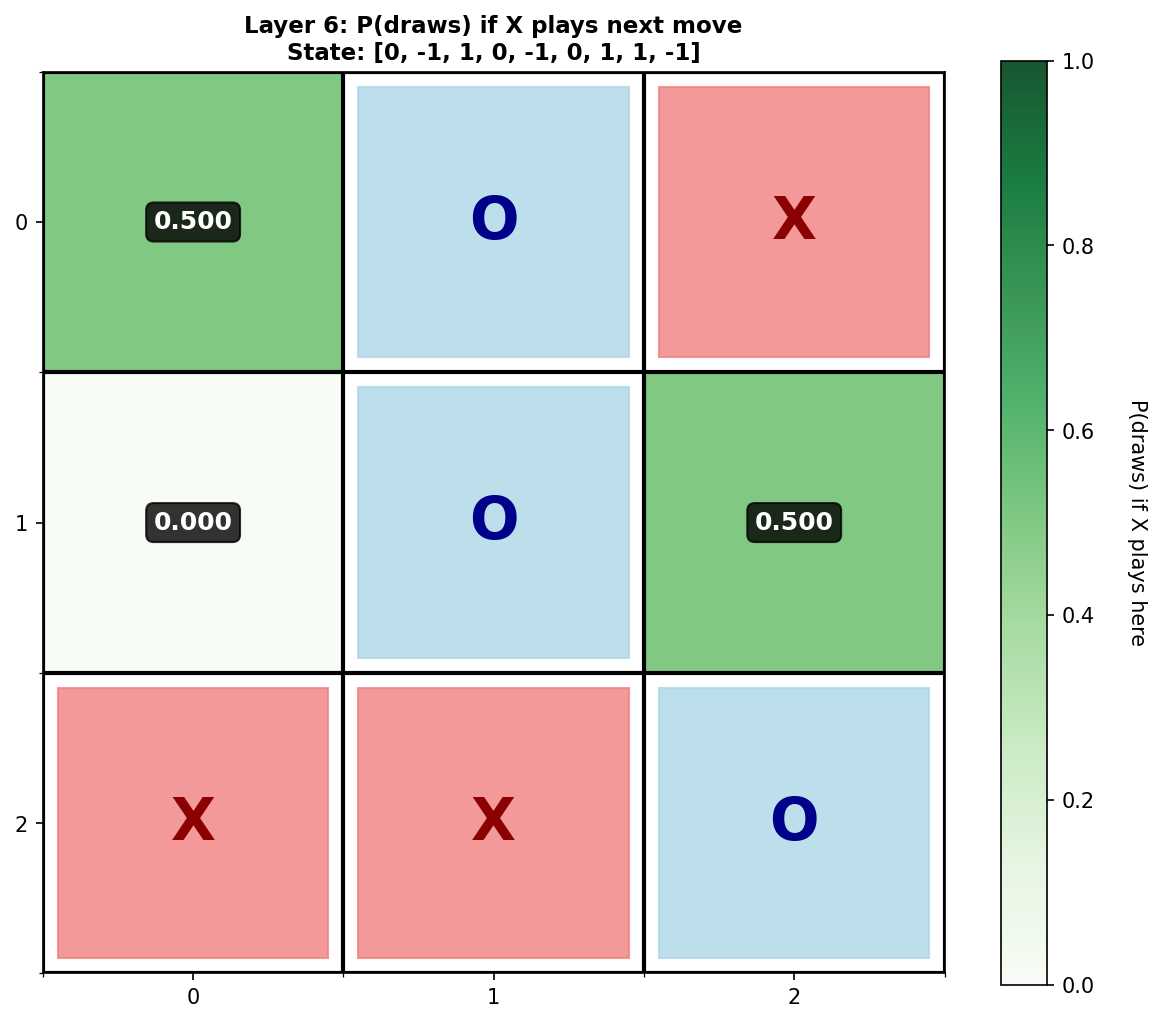 Layer 6: P(draws) if X plays next move
State: [0, -1, 1, 0, -1, 0, 1, 1, -1]
0
0.500
O
X
1
0.000
O
0.500
2
X
X
O
0
1
2
1.0
0.8
0.6
0.4
0.2
0.0
P(draws) if X plays here